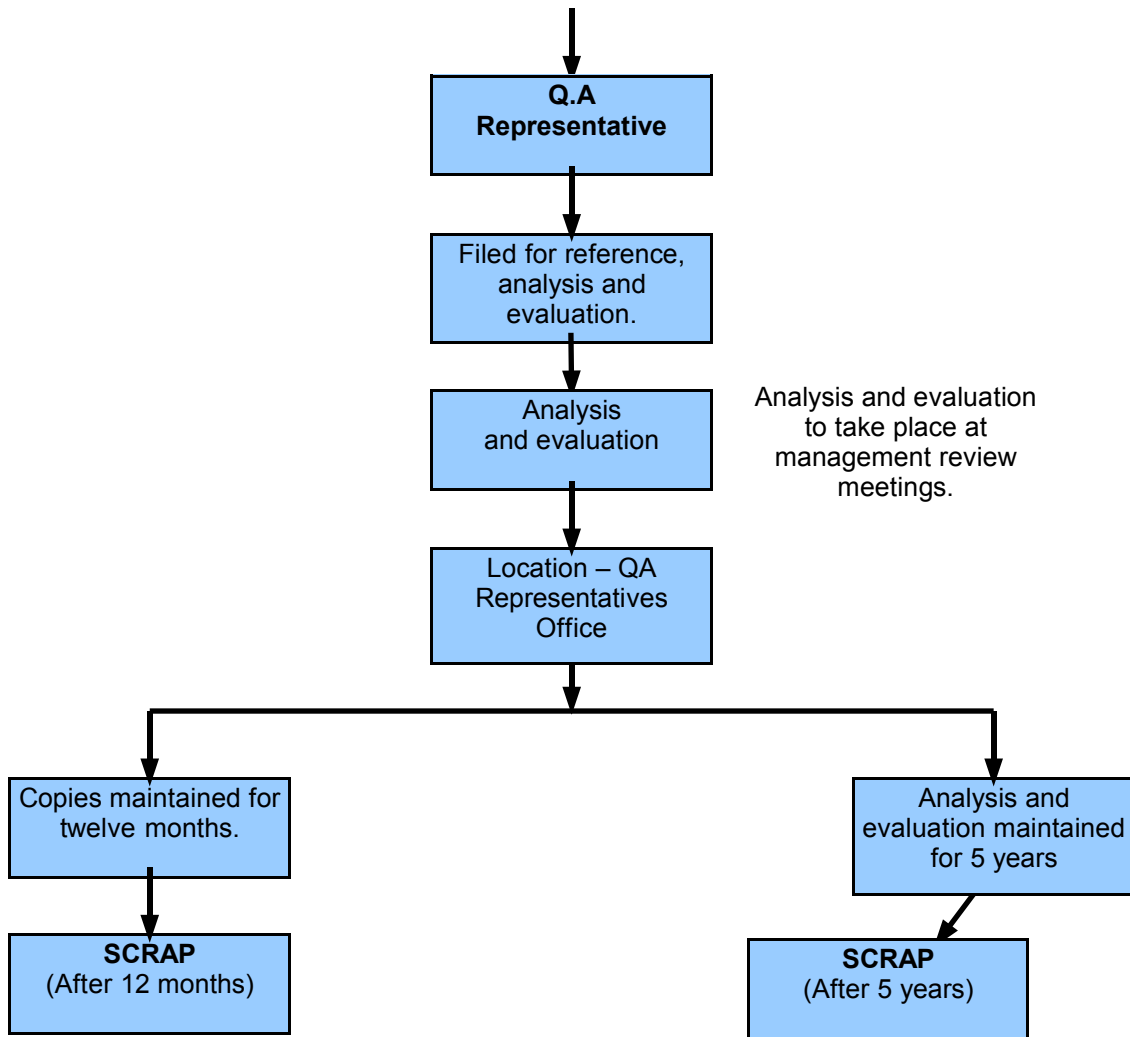 Q.A
Representative
Filed for reference,
analysis and
evaluation.
Analysis
and evaluation
Analysis and evaluation
to take place at
management review
meetings.
Location – QA
Representatives
Office
Copies maintained for
twelve months.
Analysis and
evaluation maintained
for 5 years
SCRAP
(After 12 months)
SCRAP
(After 5 years)